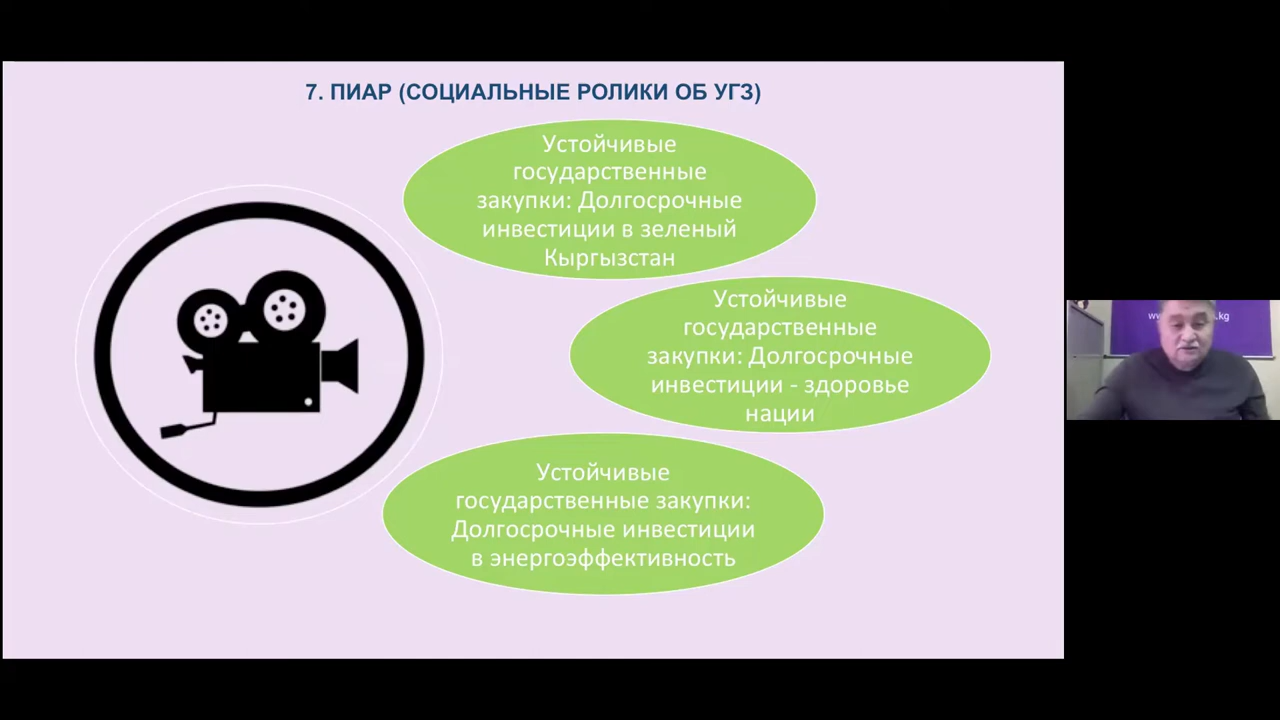 7. ПИАР (СОЦИАЛЬНЫЕ РОЛИКИ ОБ УГЗ)
Устойчивые
государственные
закупки: Долгосрочные
инвестиции в зеленый
Кыргызстан
Устойчивые
государственные
закупки: Долгосрочные
инвестиции - здоровье
нации
Устойчивые
государственные закупки:
Долгосрочные инвестиции
в энергоэффективность